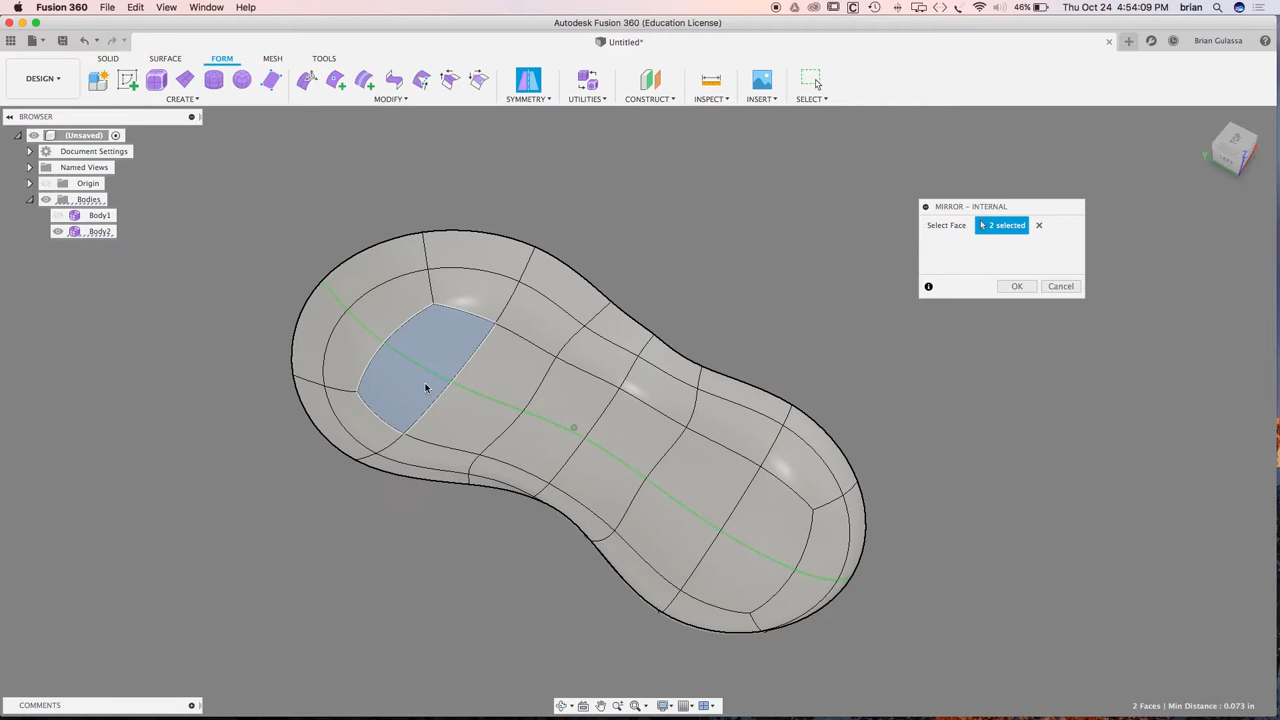 Fusion 360 File Edit View Window Help
46% Thu Oct 24 4:54:09 PM brian
Autodesk Fusion 360 (Education License)
Untitled*
Brian Gulassa
SOLID SURFACE FORM MESH TOOLS
DESIGN
CREATE MODIFY SYMMETRY UTILITIES CONSTRUCT INSPECT INSERT SELECT
BROWSER
(Unsaved)
Document Settings
Named Views
Origin
Bodies
Body1
Body2
TOP
MIRROR - INTERNAL
Select Face 2 selected
OK Cancel
COMMENTS
2 Faces | Min Distance : 0.073 in